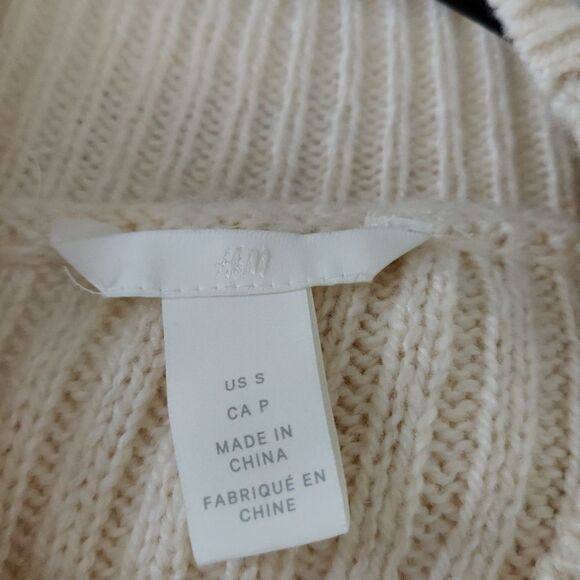 H&M
US S
CA P
MADE IN
CHINA
FABRIQUÉ EN
CHINE